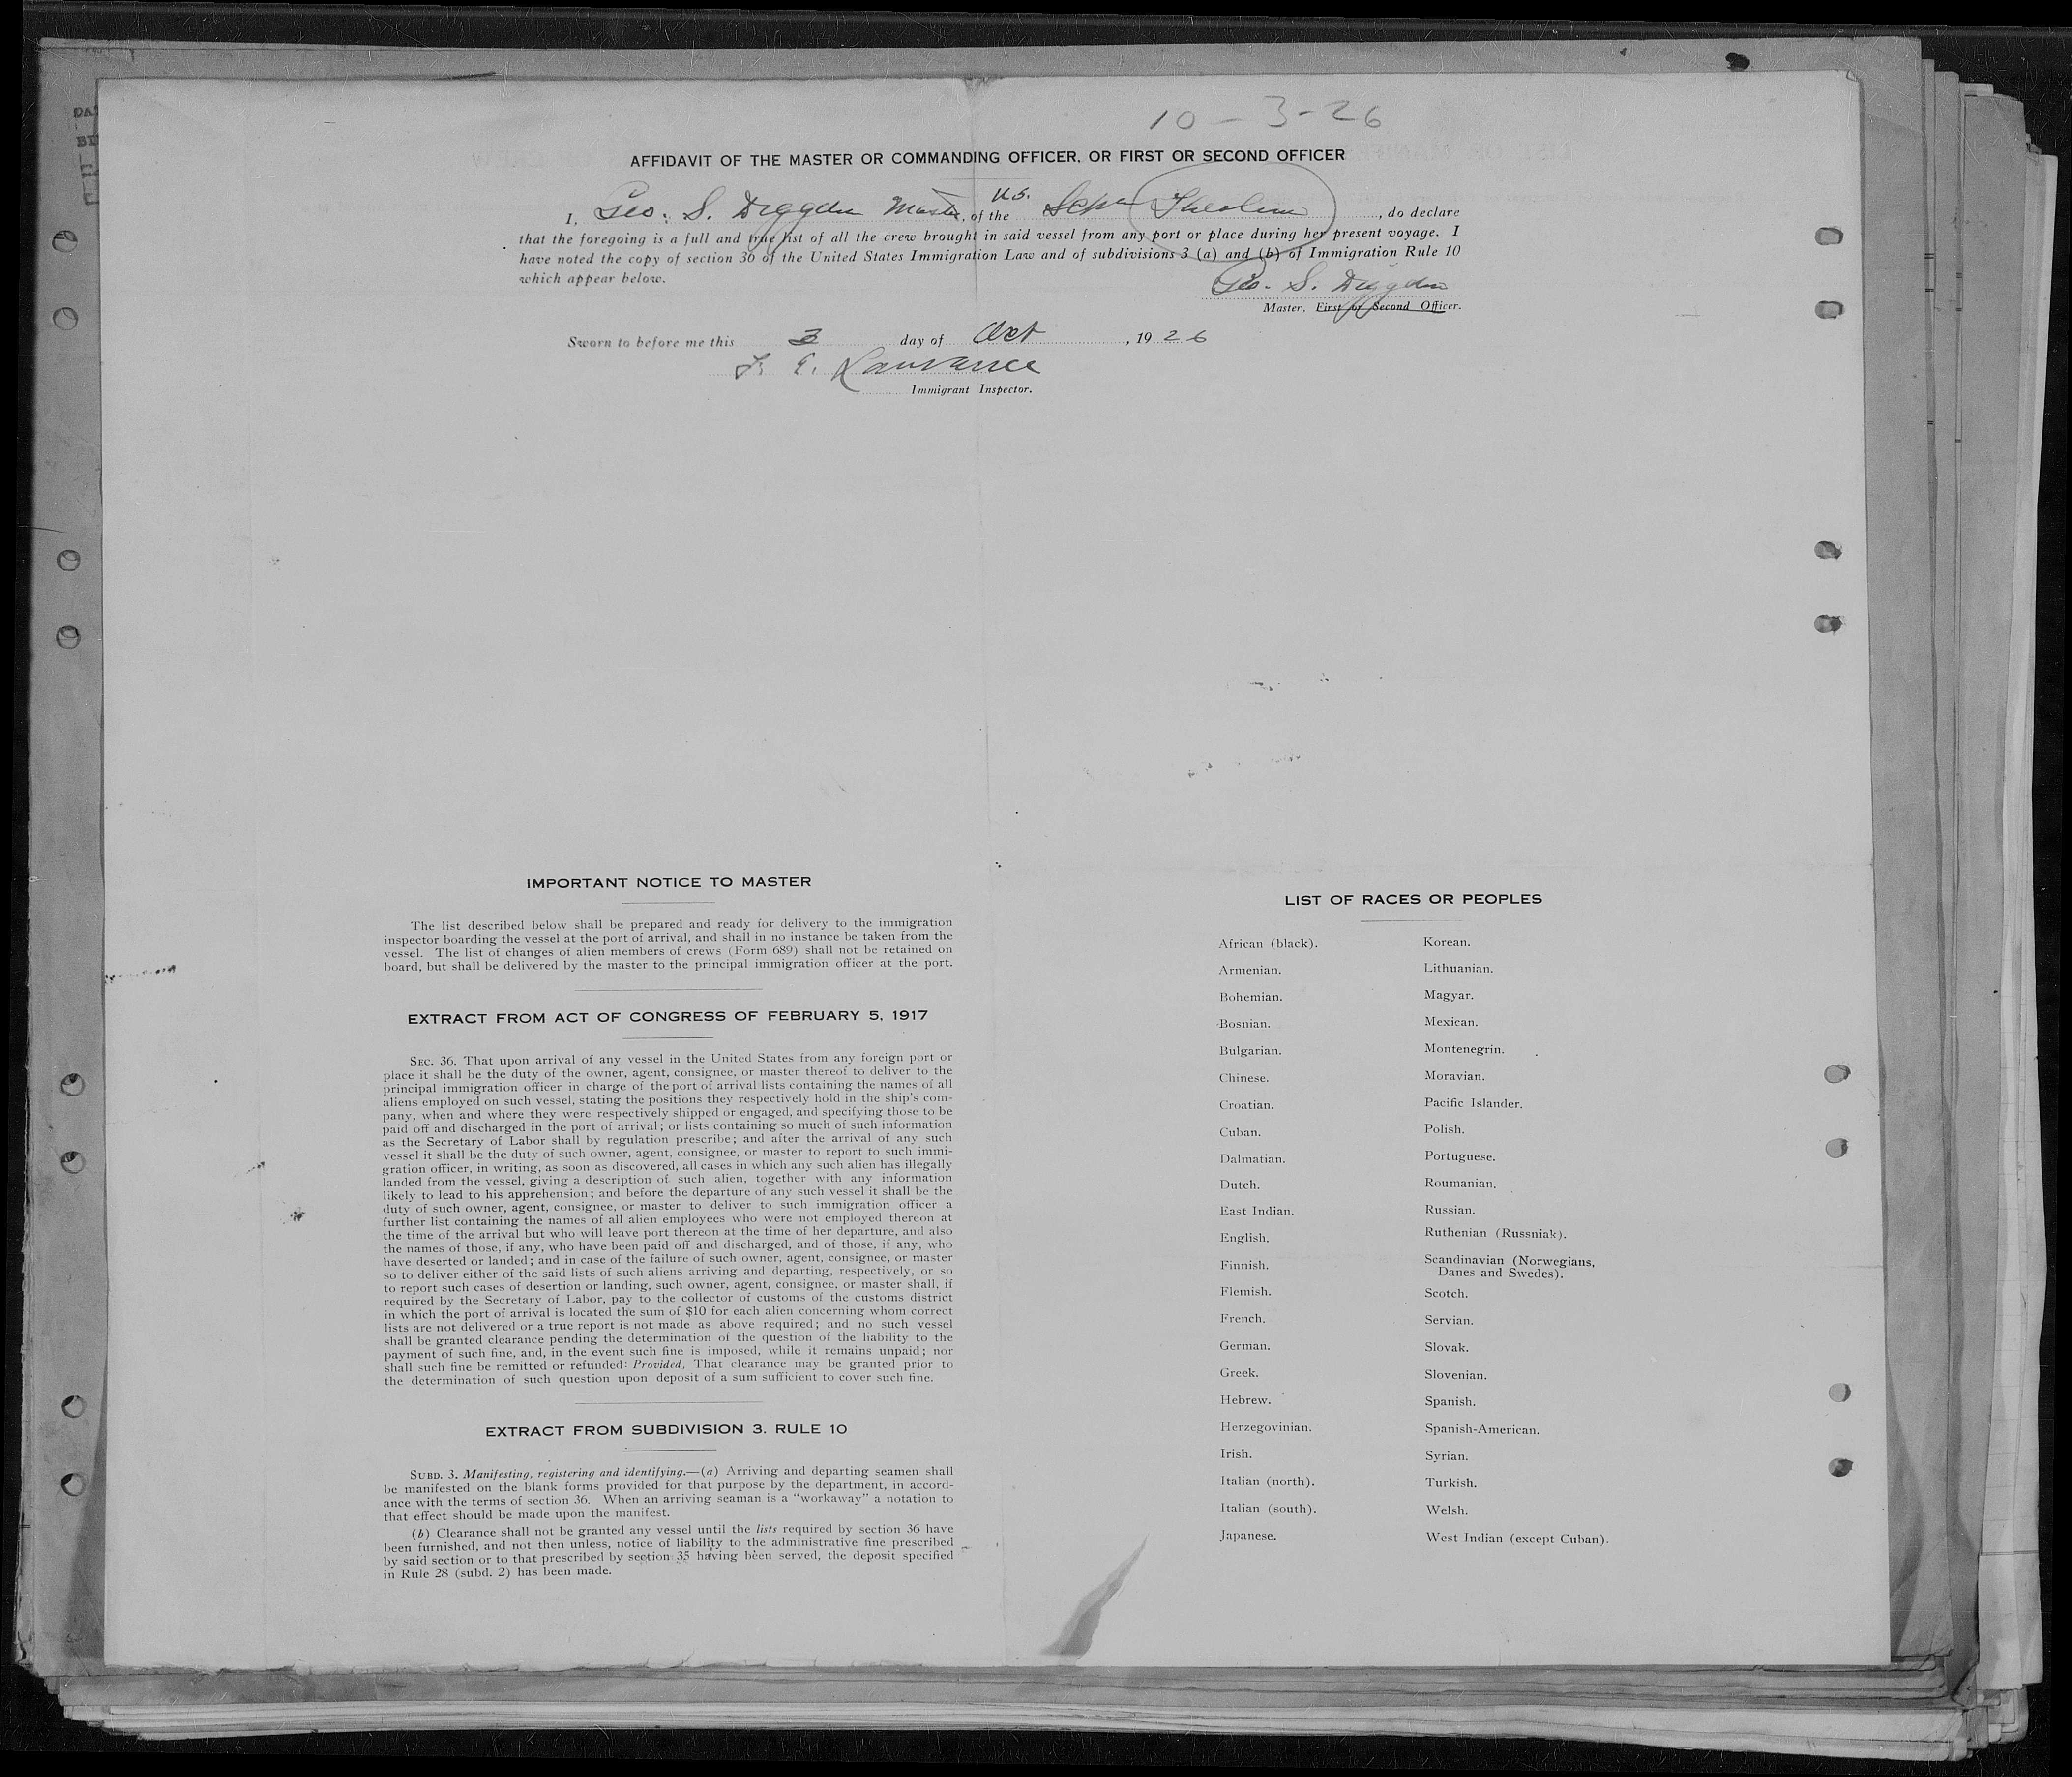 10-3-26
AFFIDAVIT OF THE MASTER OR COMMANDING OFFICER, OR FIRST OR SECOND OFFICER
U.S.
I, Geo. S. Diggdon Master, of the Schr, do declare
that the foregoing is a full and true list of all the crew brought in said vessel from any port or place during her present voyage. I
have noted the copy of section 36 of the United States Immigration Law and of subdivisions 3 (a) and (b) of Immigration Rule 10
which appear below.
Geo. S. Diggdon
Master, First or Second Officer.
Sworn to before me this 3 day of Oct, 1926
Immigrant Inspector.
IMPORTANT NOTICE TO MASTER
The list described below shall be prepared and ready for delivery to the immigration
inspector boarding the vessel at the port of arrival, and shall in no instance be taken from the
vessel. The list of changes of alien members of crews (Form 689) shall not be retained on
board, but shall be delivered by the master to the principal immigration officer at the port.
EXTRACT FROM ACT OF CONGRESS OF FEBRUARY 5, 1917
SEC. 36. That upon arrival of any vessel in the United States from any foreign port or
place it shall be the duty of the owner, agent, consignee, or master thereof to deliver to the
principal immigration officer in charge of the port of arrival lists containing the names of all
aliens employed on such vessel, stating the positions they respectively hold in the ship's com-
pany, when and where they were respectively shipped or engaged, and specifying those to be
paid off and discharged in the port of arrival; or lists containing so much of such information
as the Secretary of Labor shall by regulation prescribe; and after the arrival of any such
vessel it shall be the duty of such owner, agent, consignee, or master to report to such immi-
gration officer, in writing, as soon as discovered, all cases in which any such alien has illegally
landed from the vessel, giving a description of such alien, together with any information
likely to lead to his apprehension; and before the departure of any such vessel it shall be the
duty of such owner, agent, consignee, or master to deliver to such immigration officer a
further list containing the names of all alien employees who were not employed thereon at
the time of the arrival but who will leave port thereon at the time of her departure, and also
the names of those, if any, who have been paid off and discharged, and of those, if any, who
have deserted or landed; and in case of the failure of such owner, agent, consignee, or master
so to deliver either of the said lists of such aliens arriving and departing, respectively, or so
to report such cases of desertion or landing, such owner, agent, consignee, or master shall, if
required by the Secretary of Labor, pay to the collector of customs of the customs district
in which the port of arrival is located the sum of $10 for each alien concerning whom correct
lists are not delivered or a true report is not made as above required; and no such vessel
shall be granted clearance pending the determination of the question of the liability to the
payment of such fine, and, in the event such fine is imposed, while it remains unpaid; nor
shall such fine be remitted or refunded: Provided, That clearance may be granted prior to
the determination of such question upon deposit of a sum sufficient to cover such fine.
EXTRACT FROM SUBDIVISION 3. RULE 10
SUBD. 3. Manifesting, registering and identifying.—(a) Arriving and departing seamen shall
be manifested on the blank forms provided for that purpose by the department, in accord-
ance with the terms of section 36. When an arriving seaman is a "workaway" a notation to
that effect should be made upon the manifest.
(b) Clearance shall not be granted any vessel until the lists required by section 36 have
been furnished, and not then unless, notice of liability to the administrative fine prescribed
by said section or to that prescribed by section 35 having been served, the deposit specified
in Rule 28 (subd. 2) has been made.
LIST OF RACES OR PEOPLES
African (black).
Armenian.
Bohemian.
Bosnian.
Bulgarian.
Chinese.
Croatian.
Cuban.
Dalmatian.
Dutch.
East Indian.
English.
Finnish.
Flemish.
French.
German.
Greek.
Hebrew.
Herzegovinian.
Irish.
Italian (north).
Italian (south).
Japanese.
Korean.
Lithuanian.
Magyar.
Mexican.
Montenegrin.
Moravian.
Pacific Islander.
Polish.
Portuguese.
Roumanian.
Russian.
Ruthenian (Russniak).
Scandinavian (Norwegians,
Danes and Swedes).
Scotch.
Servian.
Slovak.
Slovenian.
Spanish.
Spanish-American.
Syrian.
Turkish.
Welsh.
West Indian (except Cuban).